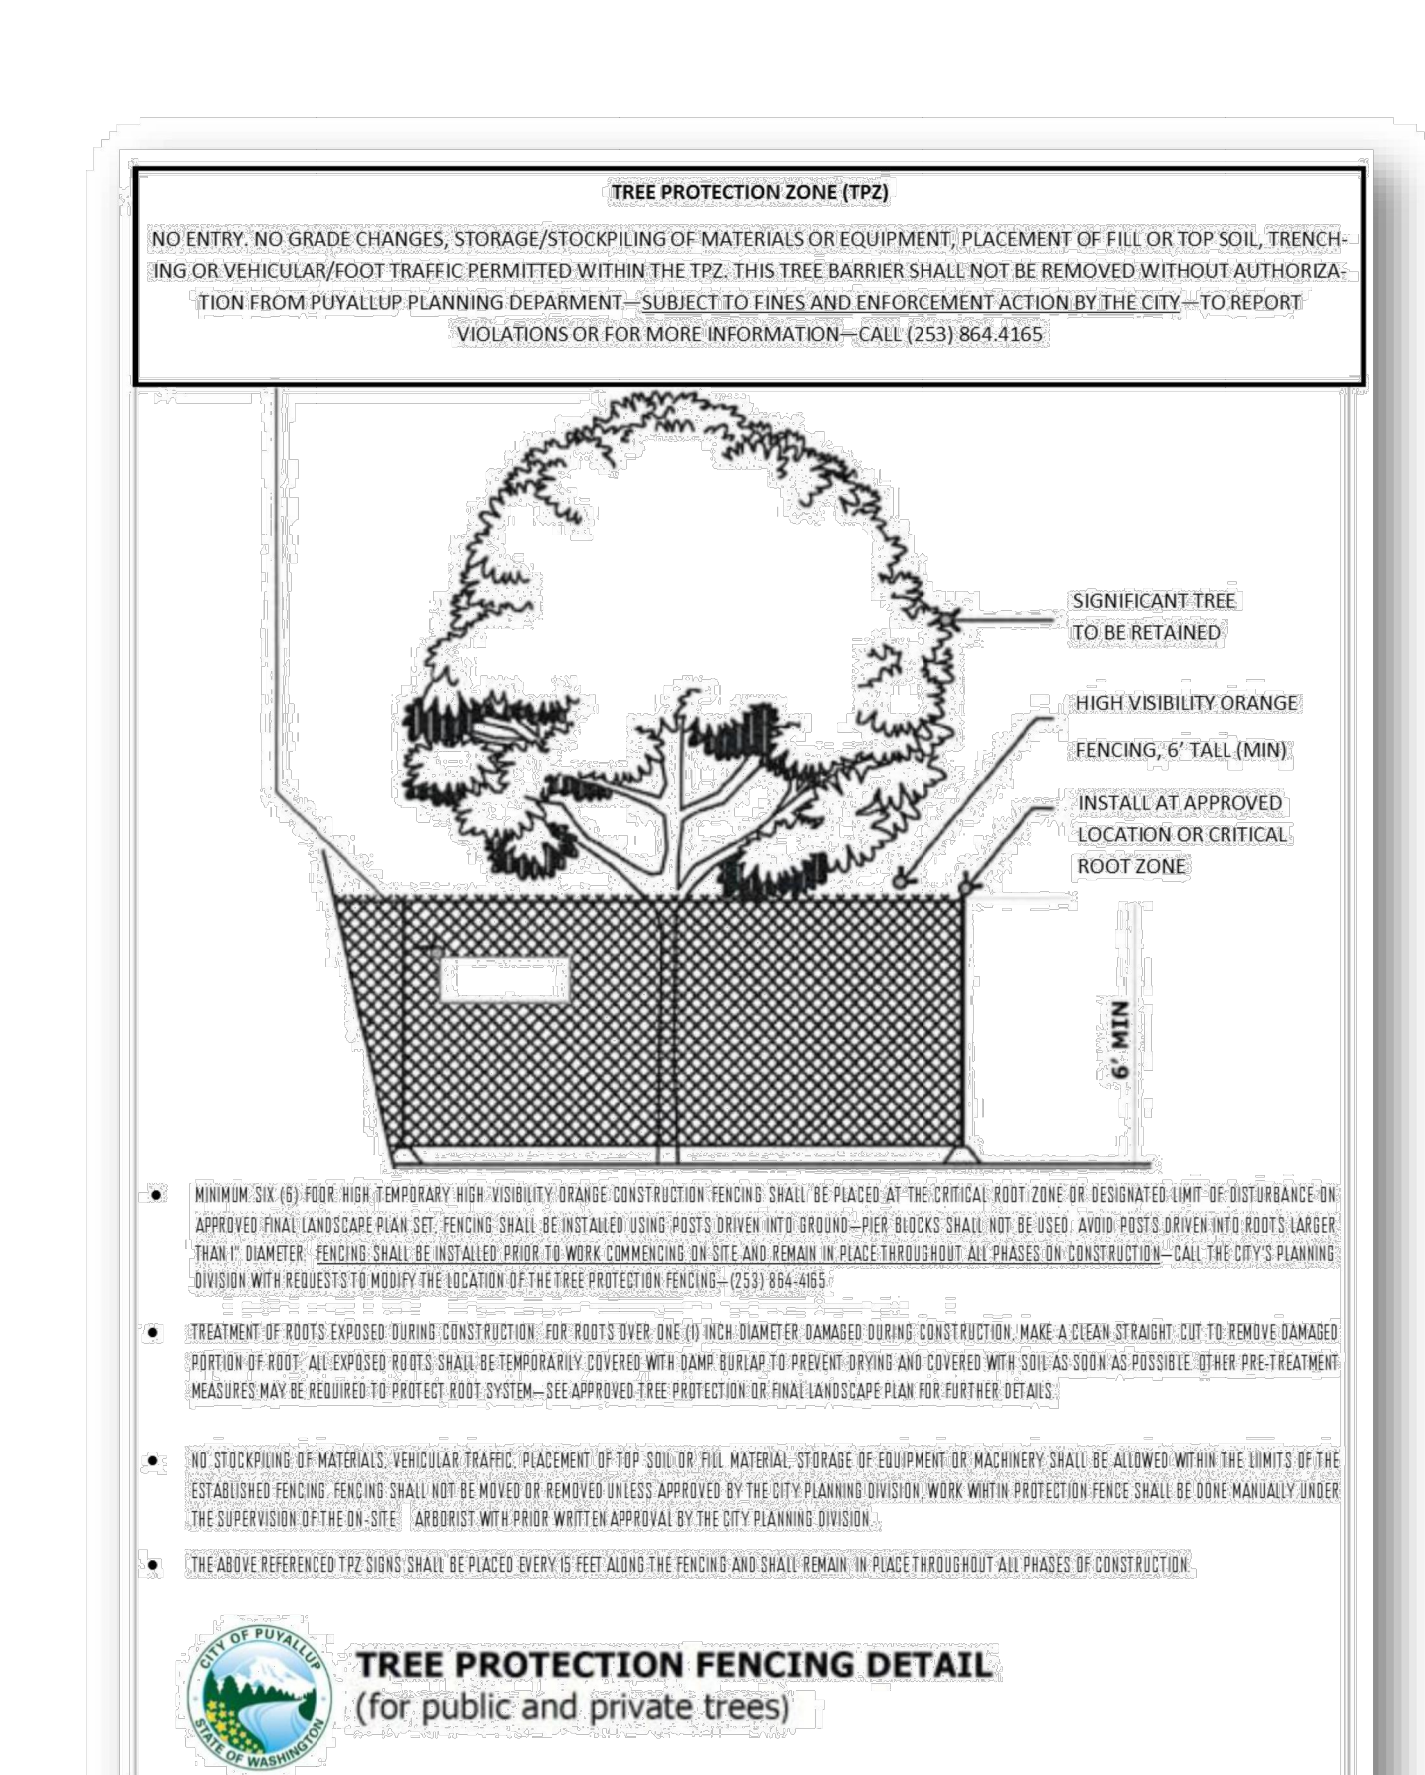 TREE PROTECTION ZONE (TPZ)
NO ENTRY. NO GRADE CHANGES, STORAGE/STOCKPILING OF MATERIALS OR EQUIPMENT, PLACEMENT OF FILL OR TOP SOIL, TRENCH-
ING OR VEHICULAR/FOOT TRAFFIC PERMITTED WITHIN THE TPZ. THIS TREE BARRIER SHALL NOT BE REMOVED WITHOUT AUTHORIZA-
TION FROM PUYALLUP PLANNING DEPARMENT—SUBJECT TO FINES AND ENFORCEMENT ACTION BY THE CITY—TO REPORT
VIOLATIONS OR FOR MORE INFORMATION—CALL (253) 864.4165
SIGNIFICANT TREE
TO BE RETAINED
HIGH VISIBILITY ORANGE
FENCING, 6' TALL (MIN)
INSTALL AT APPROVED
LOCATION OR CRITICAL
ROOT ZONE
6' MIN
• MINIMUM SIX (6) FOOR HIGH TEMPORARY HIGH VISIBILITY ORANGE CONSTRUCTION FENCING SHALL BE PLACED AT THE CRITICAL ROOT ZONE OR DESIGNATED LIMIT OF DISTURBANCE ON
APPROVED FINAL LANDSCAPE PLAN SET. FENCING SHALL BE INSTALLED USING POSTS DRIVEN INTO GROUND—PIER BLOCKS SHALL NOT BE USED. AVOID POSTS DRIVEN INTO ROOTS LARGER
THAN 1" DIAMETER. FENCING SHALL BE INSTALLED PRIOR TO WORK COMMENCING ON SITE AND REMAIN IN PLACE THROUGHOUT ALL PHASES ON CONSTRUCTION—CALL THE CITY'S PLANNING
DIVISION WITH REQUESTS TO MODIFY THE LOCATION OF THE TREE PROTECTION FENCING—(253) 864-4165.
• TREATMENT OF ROOTS EXPOSED DURING CONSTRUCTION. FOR ROOTS OVER ONE (1) INCH DIAMETER DAMAGED DURING CONSTRUCTION, MAKE A CLEAN STRAIGHT CUT TO REMOVE DAMAGED
PORTION OF ROOT. ALL EXPOSED ROOTS SHALL BE TEMPORARILY COVERED WITH DAMP BURLAP TO PREVENT DRYING AND COVERED WITH SOIL AS SOON AS POSSIBLE. OTHER PRE-TREATMENT
MEASURES MAY BE REQUIRED TO PROTECT ROOT SYSTEM—SEE APPROVED TREE PROTECTION OR FINAL LANDSCAPE PLAN FOR FURTHER DETAILS.
• NO STOCKPILING OF MATERIALS, VEHICULAR TRAFFIC, PLACEMENT OF TOP SOIL OR FILL MATERIAL, STORAGE OF EQUIPMENT OR MACHINERY SHALL BE ALLOWED WITHIN THE LIIMITS OF THE
ESTABLISHED FENCING. FENCING SHALL NOT BE MOVED OR REMOVED UNLESS APPROVED BY THE CITY PLANNING DIVISION, WORK WIHTIN PROTECTION FENCE SHALL BE DONE MANUALLY UNDER
THE SUPERVISION OF THE ON-SITE ARBORIST WITH PRIOR WRITTEN APPROVAL BY THE CITY PLANNING DIVISION.
• THE ABOVE REFERENCED TPZ SIGNS SHALL BE PLACED EVERY 15 FEET ALONG THE FENCING AND SHALL REMAIN IN PLACE THROUGHOUT ALL PHASES OF CONSTRUCTION.
CITY OF PUYALLUP
STATE OF WASHINGTON
TREE PROTECTION FENCING DETAIL
(for public and private trees)